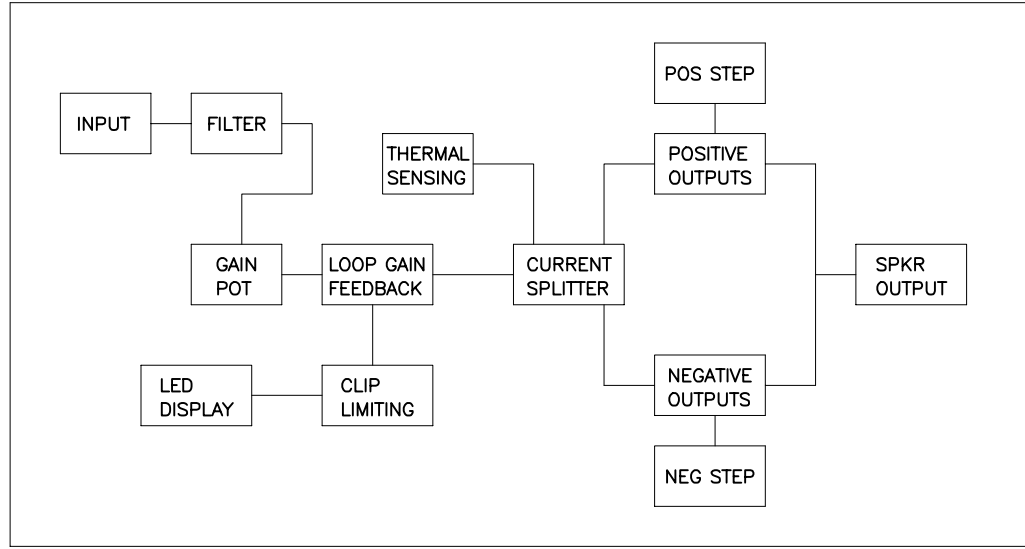 POS STEP
INPUT
FILTER
THERMAL
SENSING
POSITIVE
OUTPUTS
GAIN
POT
LOOP GAIN
FEEDBACK
CURRENT
SPLITTER
SPKR
OUTPUT
LED
DISPLAY
CLIP
LIMITING
NEGATIVE
OUTPUTS
NEG STEP